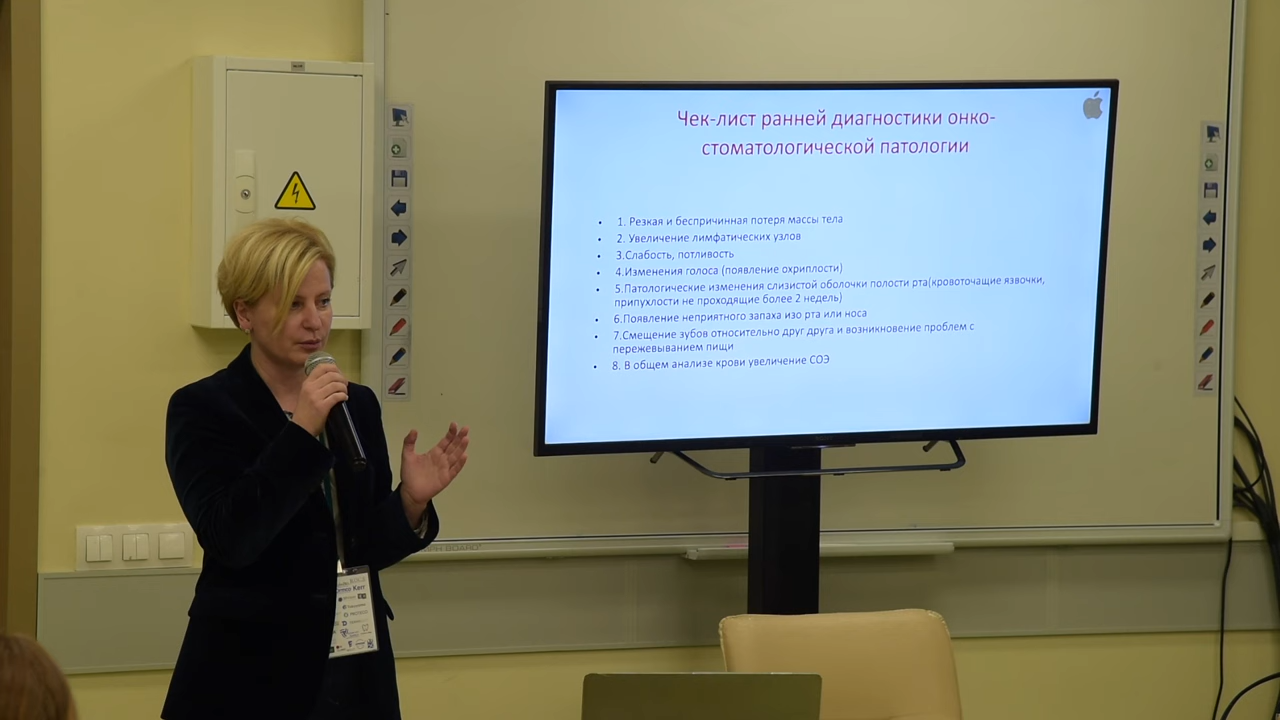 Чек-лист ранней диагностики онко-
стоматологической патологии
• 1. Резкая и беспричинная потеря массы тела
• 2. Увеличение лимфатических узлов
• 3.Слабость, потливость
• 4.Изменения голоса (появление охриплости)
• 5.Патологические изменения слизистой оболочки полости рта(кровоточащие язвочки,
припухлости не проходящие более 2 недель)
• 6.Появление неприятного запаха изо рта или носа
• 7.Смещение зубов относительно друг друга и возникновение проблем с
пережевыванием пищи
• 8. В общем анализе крови увеличение СОЭ
BOARD
Kerr